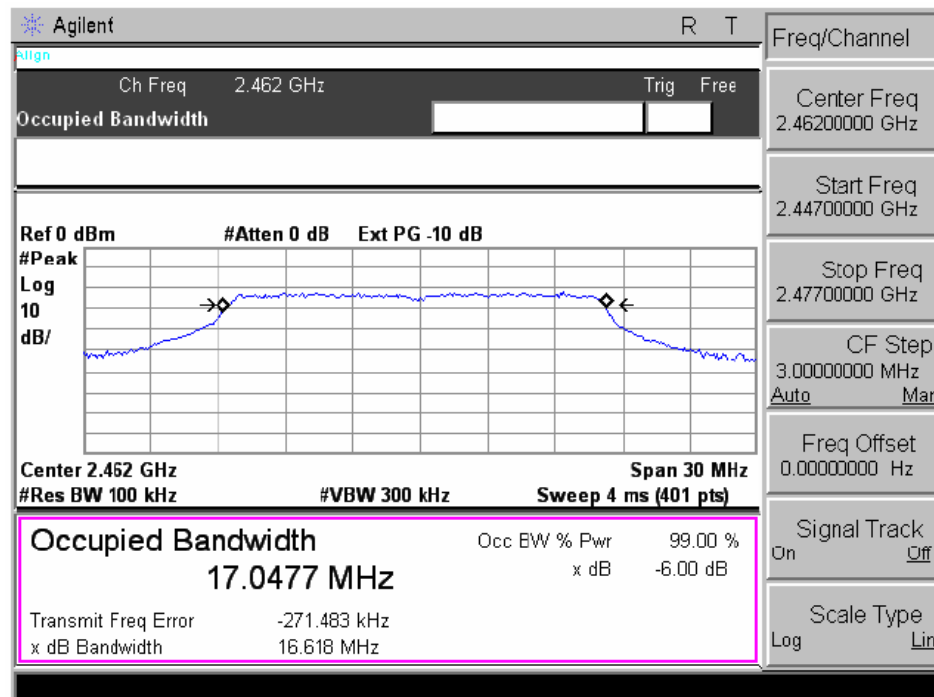 Agilent R T
Align
Ch Freq 2.462 GHz Trig Free
Occupied Bandwidth
Ref 0 dBm #Atten 0 dB Ext PG -10 dB
#Peak
Log
10
dB/
Center 2.462 GHz Span 30 MHz
#Res BW 100 kHz #VBW 300 kHz Sweep 4 ms (401 pts)
Occupied Bandwidth Occ BW % Pwr 99.00 %
17.0477 MHz x dB -6.00 dB
Transmit Freq Error -271.483 kHz
x dB Bandwidth 16.618 MHz
Freq/Channel
Center Freq
2.46200000 GHz
Start Freq
2.44700000 GHz
Stop Freq
2.47700000 GHz
CF Step
3.00000000 MHz
Auto Mar
Freq Offset
0.00000000 Hz
Signal Track
On Off
Scale Type
Log Lin